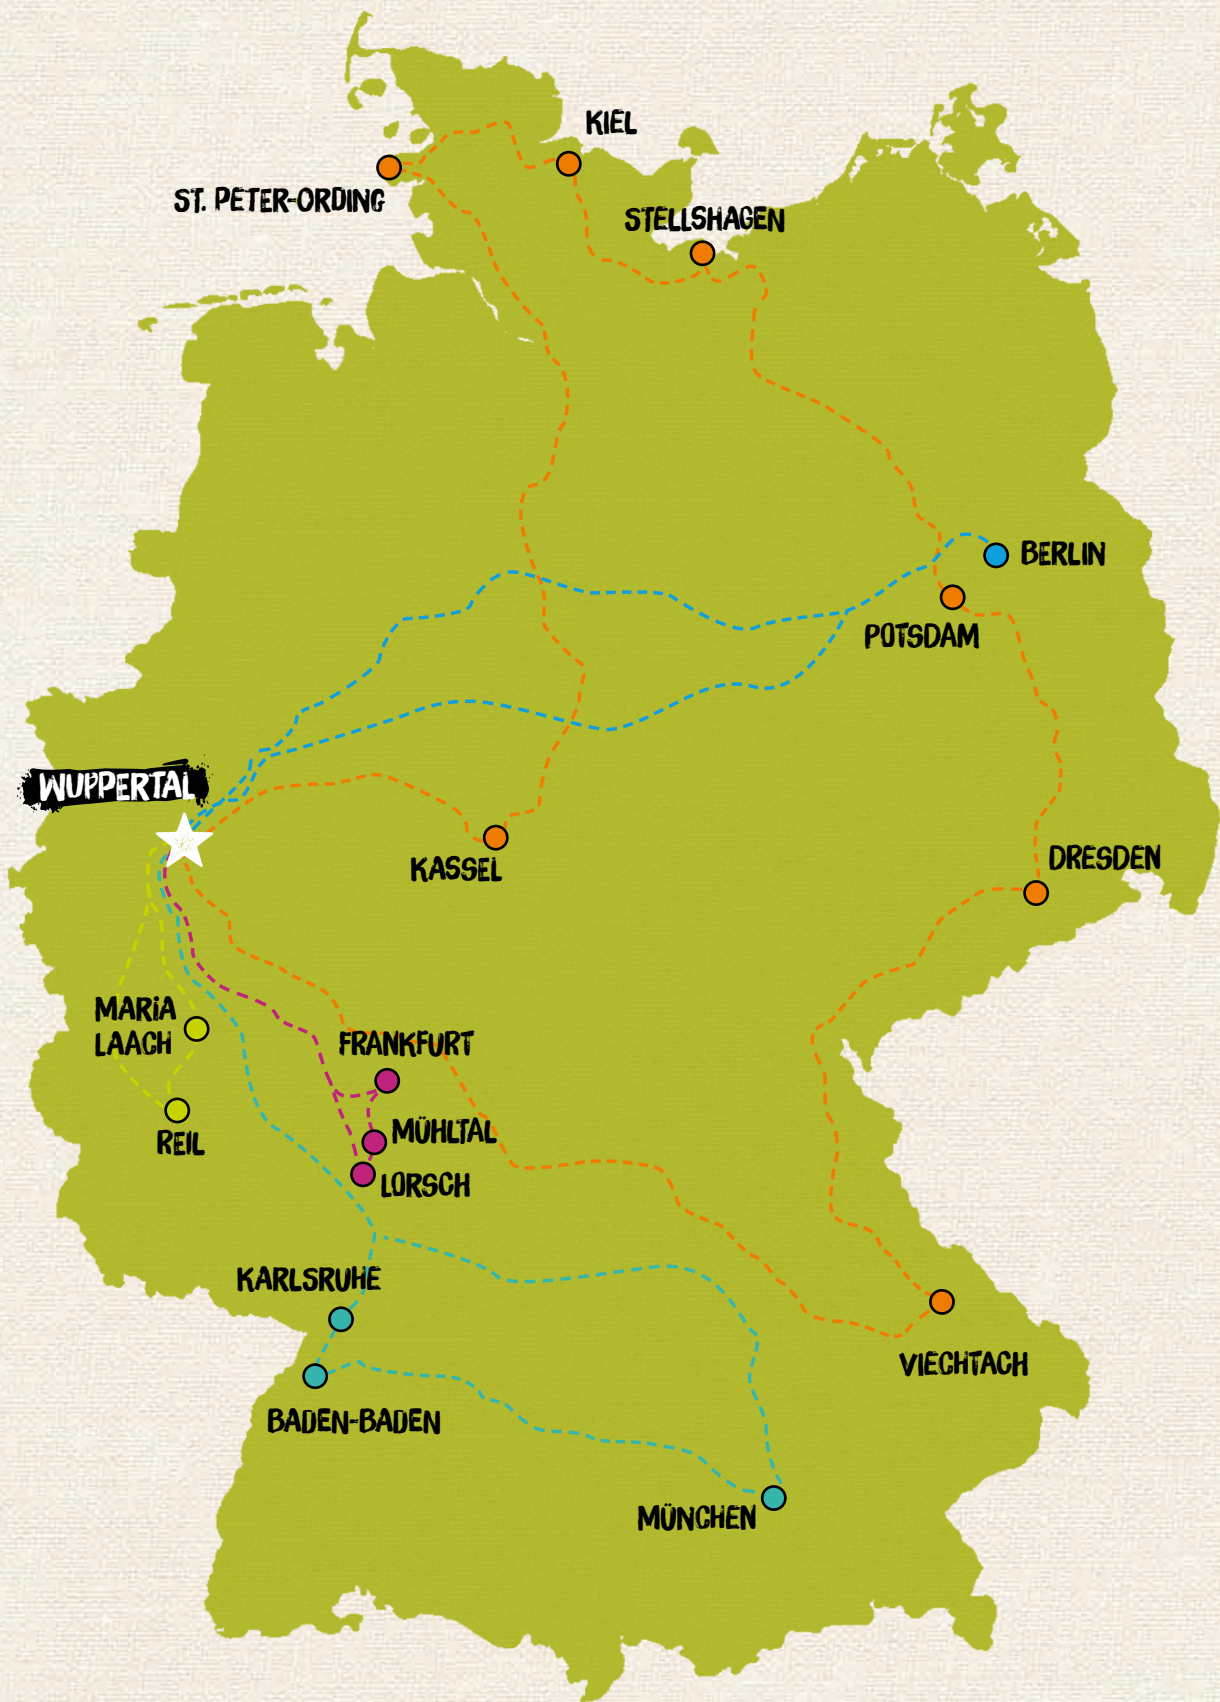 KIEL
ST. PETER-ORDING
STELLSHAGEN
BERLIN
POTSDAM
WUPPERTAL
KASSEL
DRESDEN
MARiA
LAACH
FRANKFURT
MÜHLTAL
REIL
LORSCH
KARLSRUHE
VIECHTACH
BADEN-BADEN
MÜNCHEN